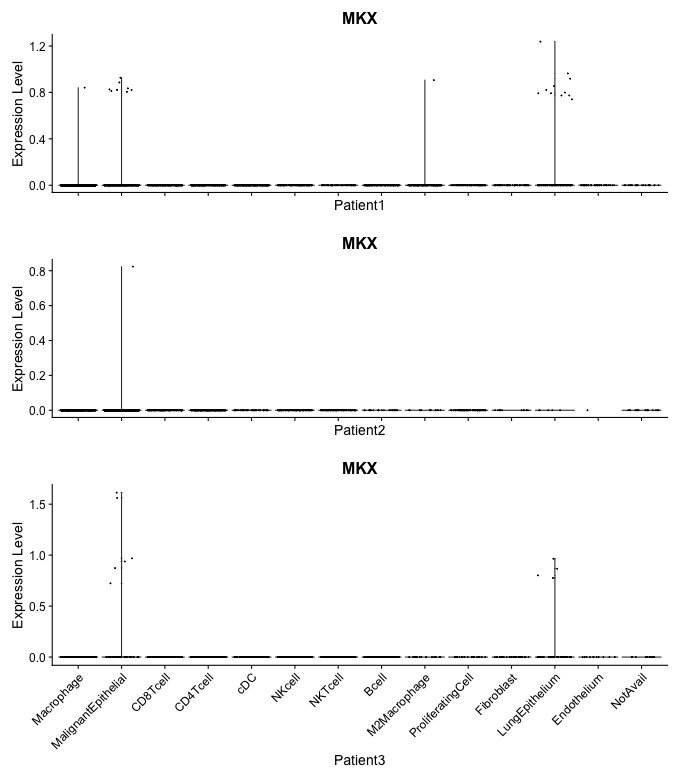 MKX
Expression Level
1.2
0.8
0.4
0.0
Patient1
MKX
Expression Level
0.8
0.6
0.4
0.2
0.0
Patient2
MKX
Expression Level
1.5
1.0
0.5
0.0
Macrophage
MalignantEpithelial
CD8Tcell
CD4Tcell
cDC
NKcell
NKTcell
Bcell
M2Macrophage
ProliferatingCell
Fibroblast
LungEpithelium
Endothelium
NotAvail
Patient3